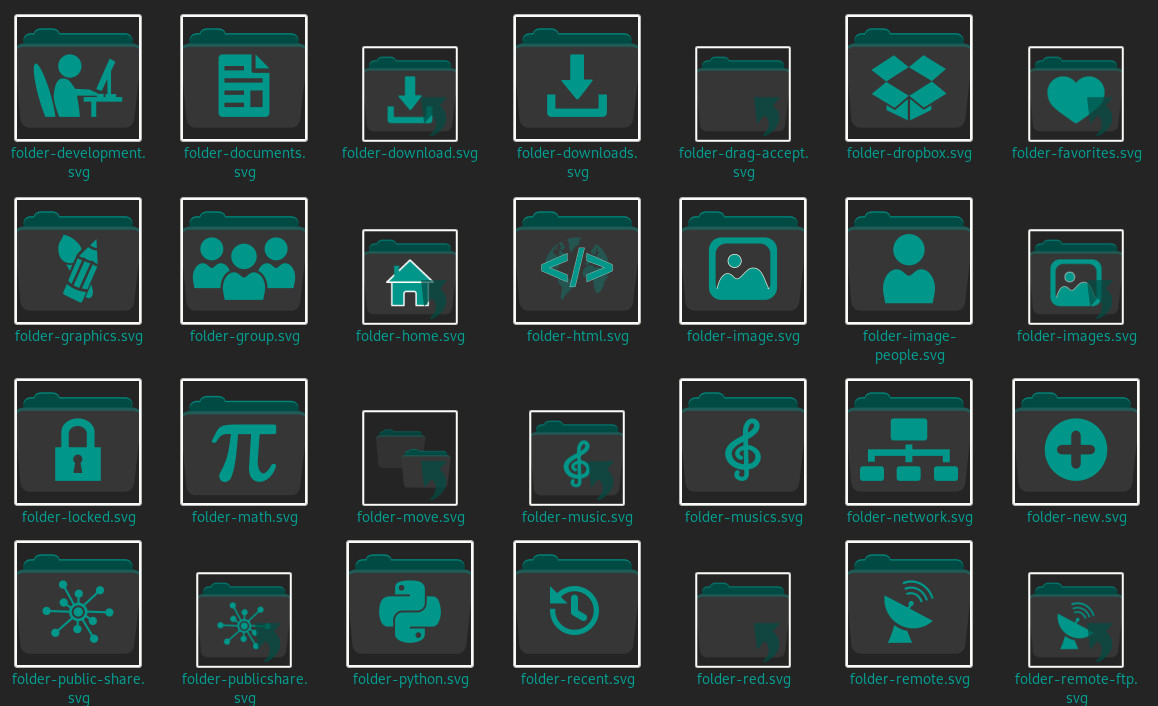 folder-development.
svg
folder-documents.
svg
folder-download.svg
folder-downloads.
svg
folder-drag-accept.
svg
folder-dropbox.svg
folder-favorites.svg
folder-graphics.svg
folder-group.svg
folder-home.svg
</>
folder-html.svg
folder-image.svg
folder-image-
people.svg
folder-images.svg
folder-locked.svg
π
folder-math.svg
folder-move.svg
folder-music.svg
folder-musics.svg
folder-network.svg
folder-new.svg
folder-public-share.
svg
folder-publicshare.
svg
folder-python.svg
folder-recent.svg
folder-red.svg
folder-remote.svg
folder-remote-ftp.
svg